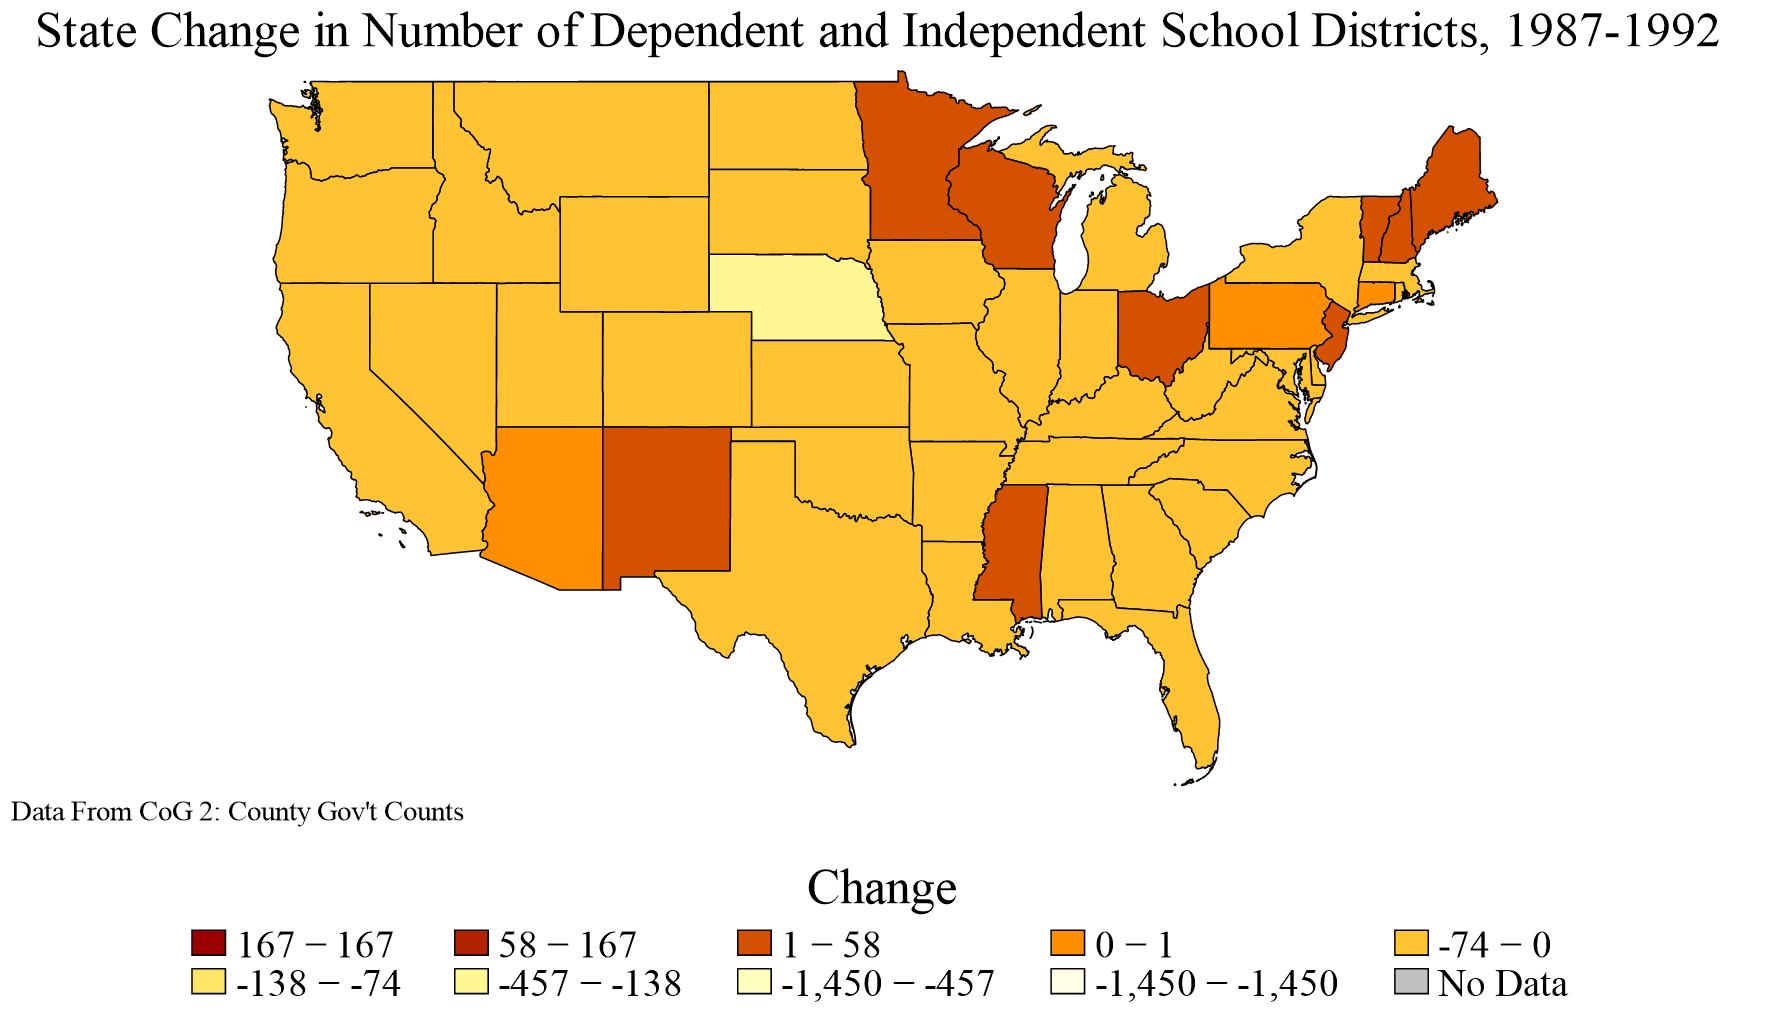 State Change in Number of Dependent and Independent School Districts, 1987-1992
Data From CoG 2: County Gov't Counts
Change
167 − 167 58 − 167 1 − 58 0 − 1 -74 − 0
-138 − -74 -457 − -138 -1,450 − -457 -1,450 − -1,450 No Data